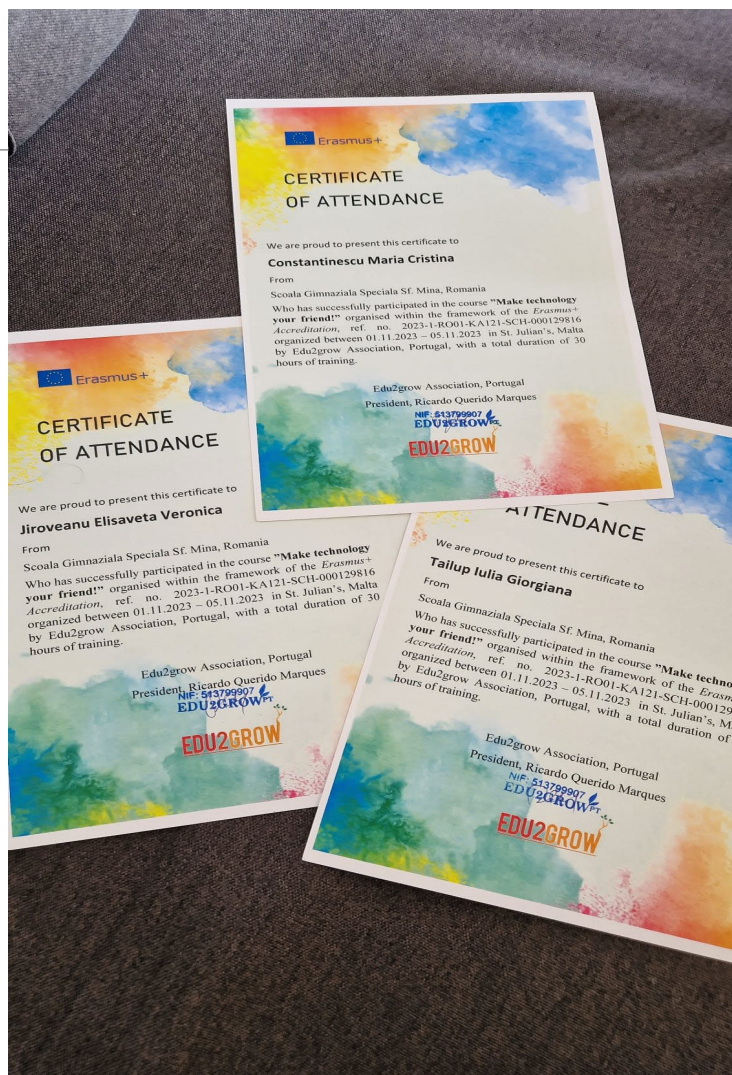 Erasmus+
CERTIFICATE
OF ATTENDANCE
We are proud to present this certificate to
Constantinescu Maria Cristina
From
Scoala Gimnaziala Speciala Sf. Mina, Romania
Who has successfully participated in the course "Make technology
your friend!" organised within the framework of the Erasmus+
Accreditation, ref. no. 2023-1-RO01-KA121-SCH-000129816
organized between 01.11.2023 – 05.11.2023 in St. Julian's, Malta
by Edu2grow Association, Portugal, with a total duration of 30
hours of training.
Edu2grow Association, Portugal
President, Ricardo Querido Marques
NIF: 513799907
EDU2GROW PT
EDU2GROW
Erasmus+
CERTIFICATE
OF ATTENDANCE
We are proud to present this certificate to
Jiroveanu Elisaveta Veronica
From
Scoala Gimnaziala Speciala Sf. Mina, Romania
Who has successfully participated in the course "Make technology
your friend!" organised within the framework of the Erasmus+
Accreditation, ref. no. 2023-1-RO01-KA121-SCH-000129816
organized between 01.11.2023 – 05.11.2023 in St. Julian's, Malta
by Edu2grow Association, Portugal, with a total duration of 30
hours of training.
Edu2grow Association, Portugal
President, Ricardo Querido Marques
NIF: 513799907
EDU2GROW PT
EDU2GROW
ATTENDANCE
We are proud to present this certificate to
Tailup Iulia Giorgiana
From
Scoala Gimnaziala Speciala Sf. Mina, Romania
Who has successfully participated in the course "Make techno
your friend!" organised within the framework of the Erasm
Accreditation, ref. no. 2023-1-RO01-KA121-SCH-000129
organized between 01.11.2023 – 05.11.2023 in St. Julian's, M
by Edu2grow Association, Portugal, with a total duration of
hours of training.
Edu2grow Association, Portugal
President, Ricardo Querido Marques
NIF: 513799907
EDU2GROW PT
EDU2GROW